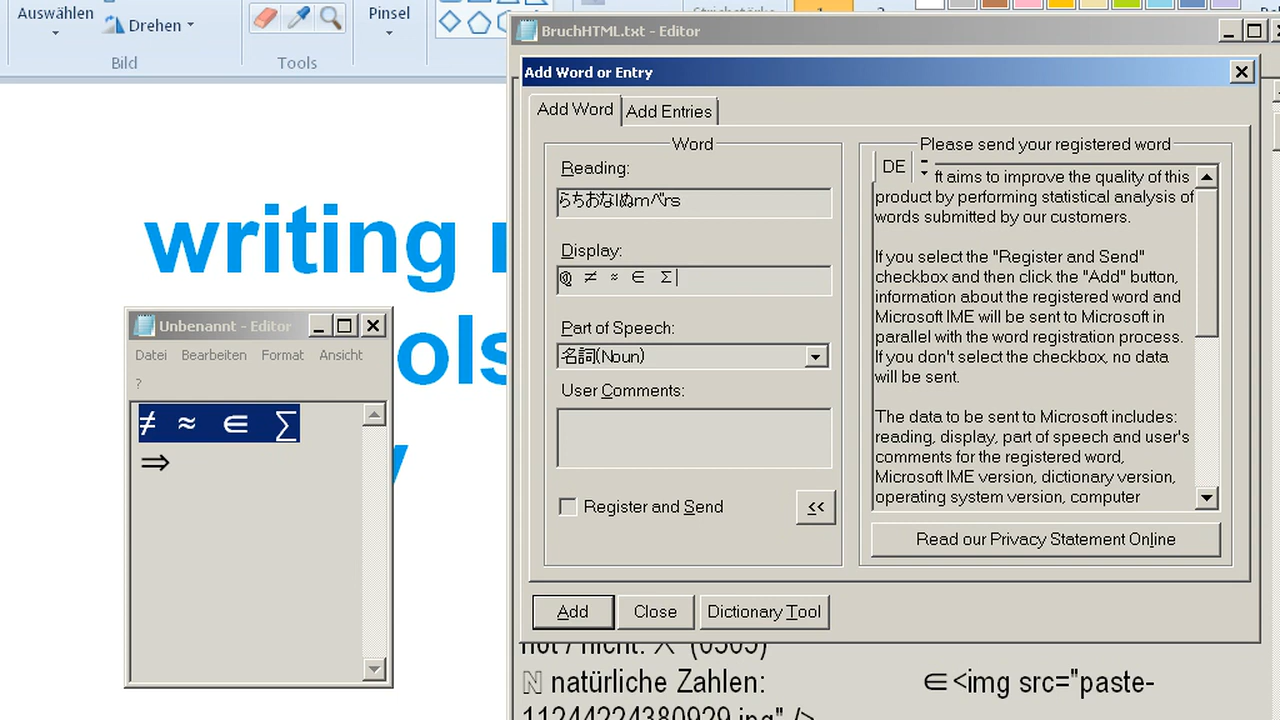 Auswählen
Drehen
Bild
Tools
Pinsel
Strichstärke
BruchHTML.txt - Editor
Add Word or Entry
Add Word
Add Entries
Word
Reading:
らちおなlぬmべrs
Display:
@ ≠ ≈ ∈ ∑
Part of Speech:
名詞(Noun)
User Comments:
Register and Send
<<
Please send your registered word
DE
ft aims to improve the quality of this
product by performing statistical analysis of
words submitted by our customers.
If you select the "Register and Send"
checkbox and then click the "Add" button,
information about the registered word and
Microsoft IME will be sent to Microsoft in
parallel with the word registration process.
If you don't select the checkbox, no data
will be sent.
The data to be sent to Microsoft includes:
reading, display, part of speech and user's
comments for the registered word,
Microsoft IME version, dictionary version,
operating system version, computer
Read our Privacy Statement Online
Add
Close
Dictionary Tool
writing
ols
Unbenannt - Editor
Datei Bearbeiten Format Ansicht
?
≠ ≈ ∈ ∑
⇒
ℕ natürliche Zahlen: ∈<img src="paste-
11244224380929.jpg" />